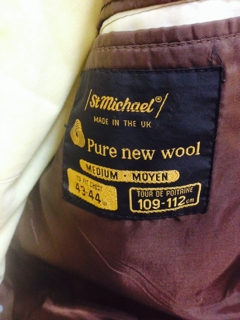 St Michael®
MADE IN THE UK
Pure new wool
MEDIUM · MOYEN
TO FIT CHEST
43-44
TOUR DE POITRINE
109-112cm